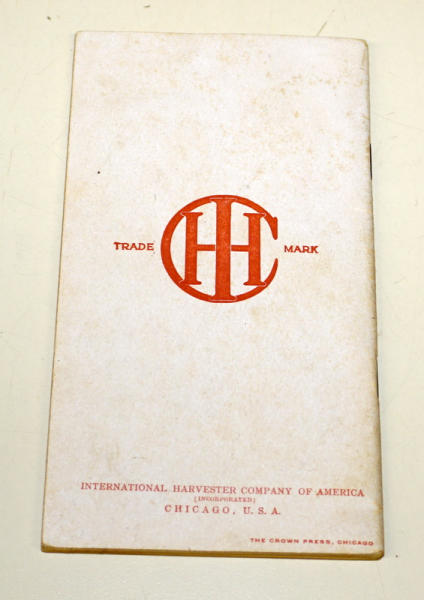 TRADE IHC MARK
INTERNATIONAL HARVESTER COMPANY OF AMERICA
(INCORPORATED)
CHICAGO, U. S. A.
THE CROWN PRESS, CHICAGO